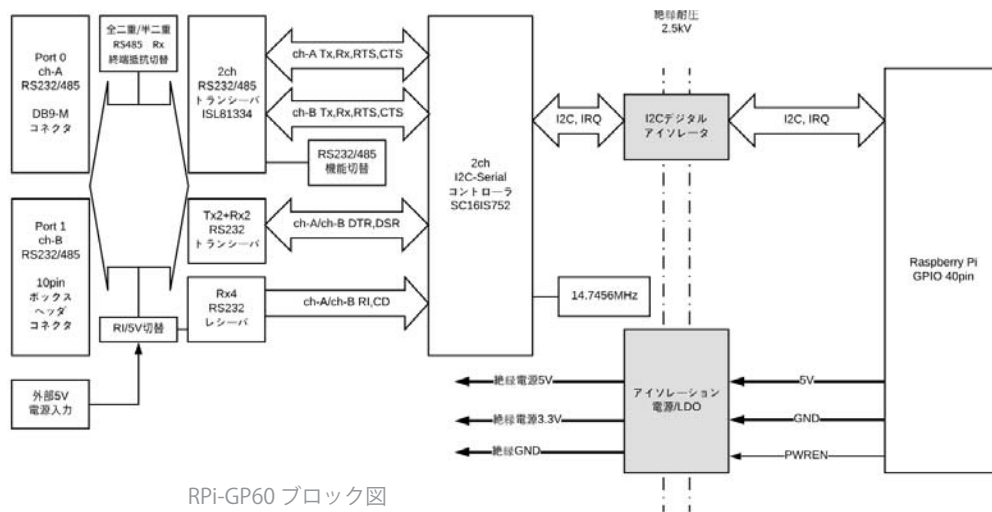 絶縁耐圧
2.5kV
Port 0
ch-A
RS232/485
DB9-M
コネクタ
全二重/半二重
RS485 Rx
終端抵抗切替
2ch
RS232/485
トランシーバ
ISL81334
ch-A Tx,Rx,RTS,CTS
ch-B Tx,Rx,RTS,CTS
RS232/485
機能切替
2ch
I2C-Serial
コントローラ
SC16IS752
I2C, IRQ
I2Cデジタル
アイソレータ
I2C, IRQ
Raspberry Pi
GPIO 40pin
Port 1
ch-B
RS232/485
10pin
ボックス
ヘッダ
コネクタ
Tx2+Rx2
RS232
トランシーバ
ch-A/ch-B DTR,DSR
Rx4
RS232
レシーバ
ch-A/ch-B RI,CD
RI/5V切替
14.7456MHz
外部5V
電源入力
絶縁電源5V
絶縁電源3.3V
絶縁GND
アイソレーション
電源/LDO
5V
GND
PWREN
RPi-GP60 ブロック図